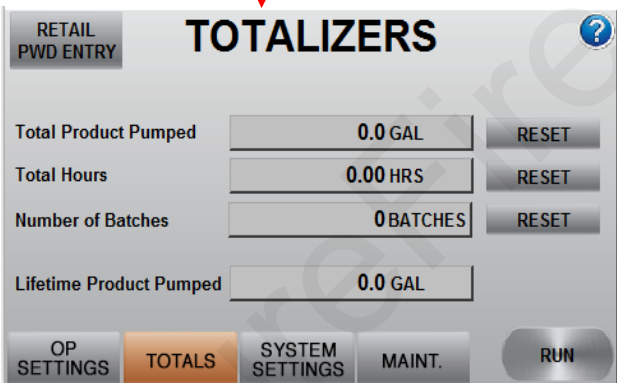 RETAIL
PWD ENTRY
TOTALIZERS
?
Total Product Pumped 0.0 GAL RESET
Total Hours 0.00 HRS RESET
Number of Batches 0 BATCHES RESET
Lifetime Product Pumped 0.0 GAL
OP
SETTINGS
TOTALS
SYSTEM
SETTINGS
MAINT.
RUN